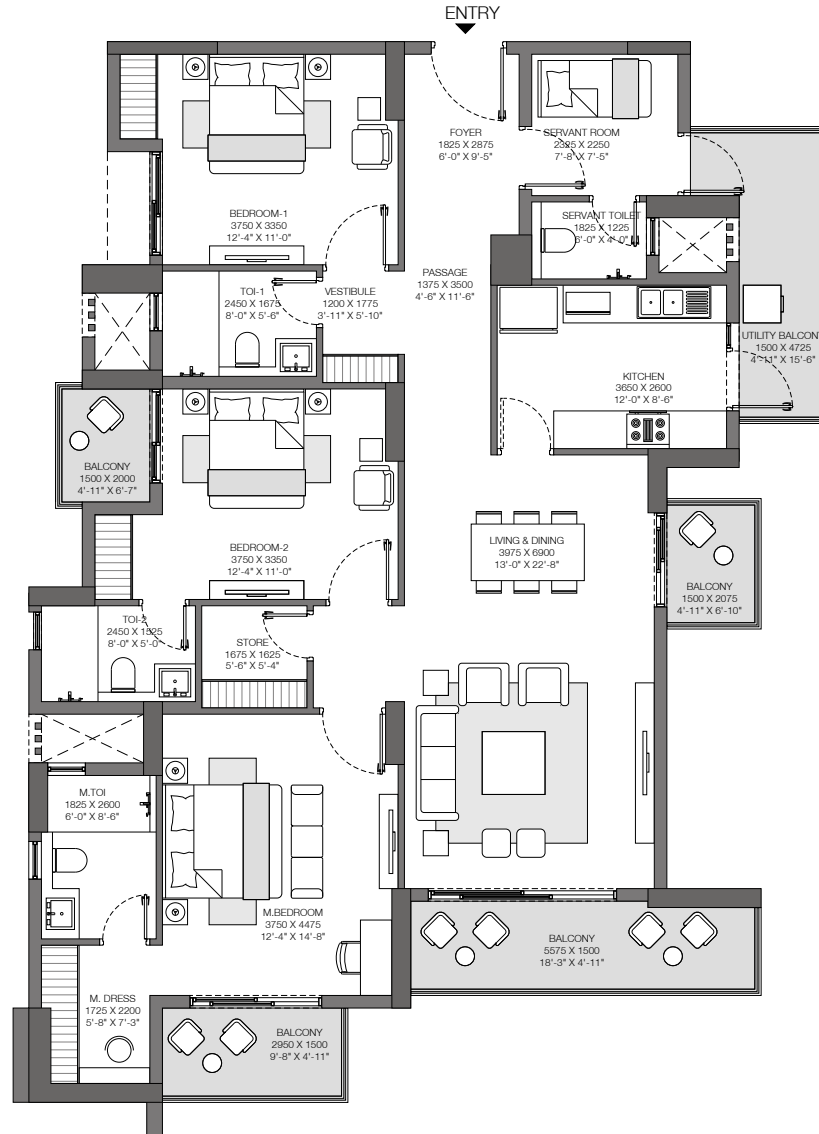 ENTRY
FOYER
1825 X 2875
6'-0" X 9'-5"
SERVANT ROOM
2325 X 2250
7'-8" X 7'-5"
BEDROOM-1
3750 X 3350
12'-4" X 11'-0"
SERVANT TOILET
1825 X 1225
6'-0" X 4'-0"
TOI-1
2450 X 1675
8'-0" X 5'-6"
VESTIBULE
1200 X 1775
3'-11" X 5'-10"
PASSAGE
1375 X 3500
4'-6" X 11'-6"
UTILITY BALCONY
1500 X 4725
4'-11" X 15'-6"
KITCHEN
3650 X 2600
12'-0" X 8'-6"
BALCONY
1500 X 2000
4'-11" X 6'-7"
BEDROOM-2
3750 X 3350
12'-4" X 11'-0"
LIVING & DINING
3975 X 6900
13'-0" X 22'-8"
BALCONY
1500 X 2075
4'-11" X 6'-10"
TOI-2
2450 X 1525
8'-0" X 5'-0"
STORE
1675 X 1625
5'-6" X 5'-4"
M.TOI
1825 X 2600
6'-0" X 8'-6"
M.BEDROOM
3750 X 4475
12'-4" X 14'-8"
BALCONY
5575 X 1500
18'-3" X 4'-11"
M. DRESS
1725 X 2200
5'-8" X 7'-3"
BALCONY
2950 X 1500
9'-8" X 4'-11"